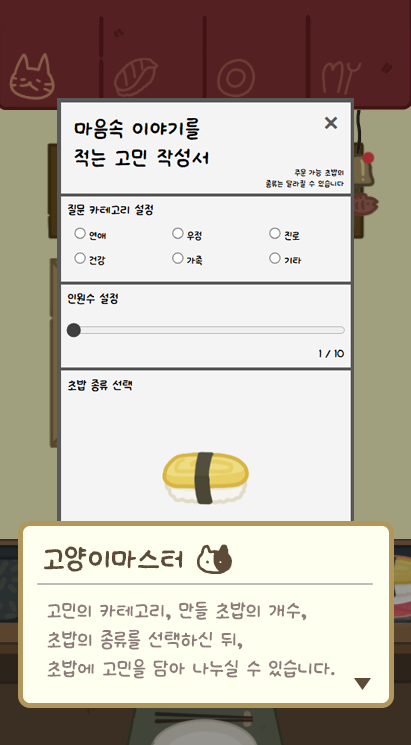 마음속 이야기를
적는 고민 작성서
주문 가능 초밥의
종류는 달라질 수 있습니다
질문 카테고리 설정
연애
우정
진로
건강
가족
기타
인원수 설정
1 / 10
초밥 종류 선택
고양이마스터
고민의 카테고리, 만들 초밥의 개수,
초밥의 종류를 선택하신 뒤,
초밥에 고민을 담아 나누실 수 있습니다.